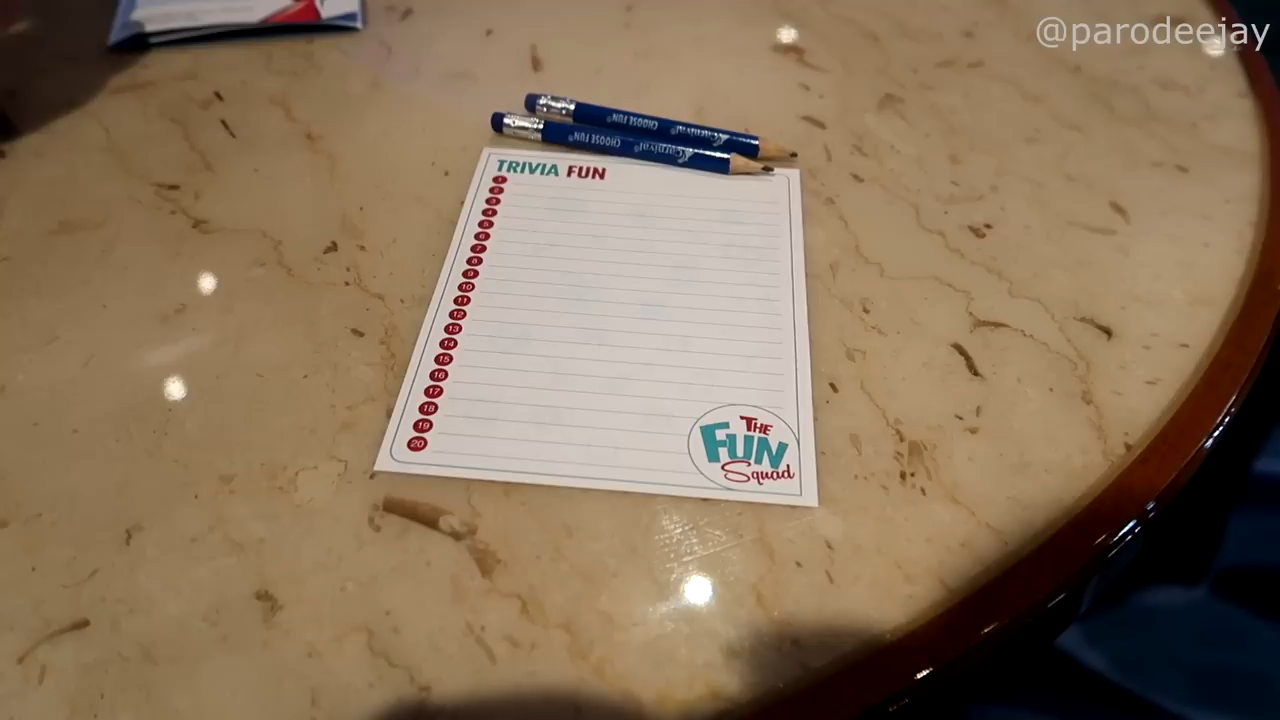 @parodeejay
CHOOSE FUN® Carnival®
CHOOSE FUN® Carnival®
TRIVIA FUN
1
2
3
4
5
6
7
8
9
10
11
12
13
14
15
16
17
18
19
20
THE
FUN
Squad